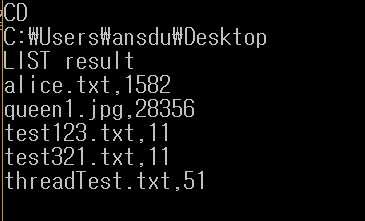 CD
C:₩Users₩ansdu₩Desktop
LIST result
alice.txt,1582
queen1.jpg,28356
test123.txt,11
test321.txt,11
threadTest.txt,51